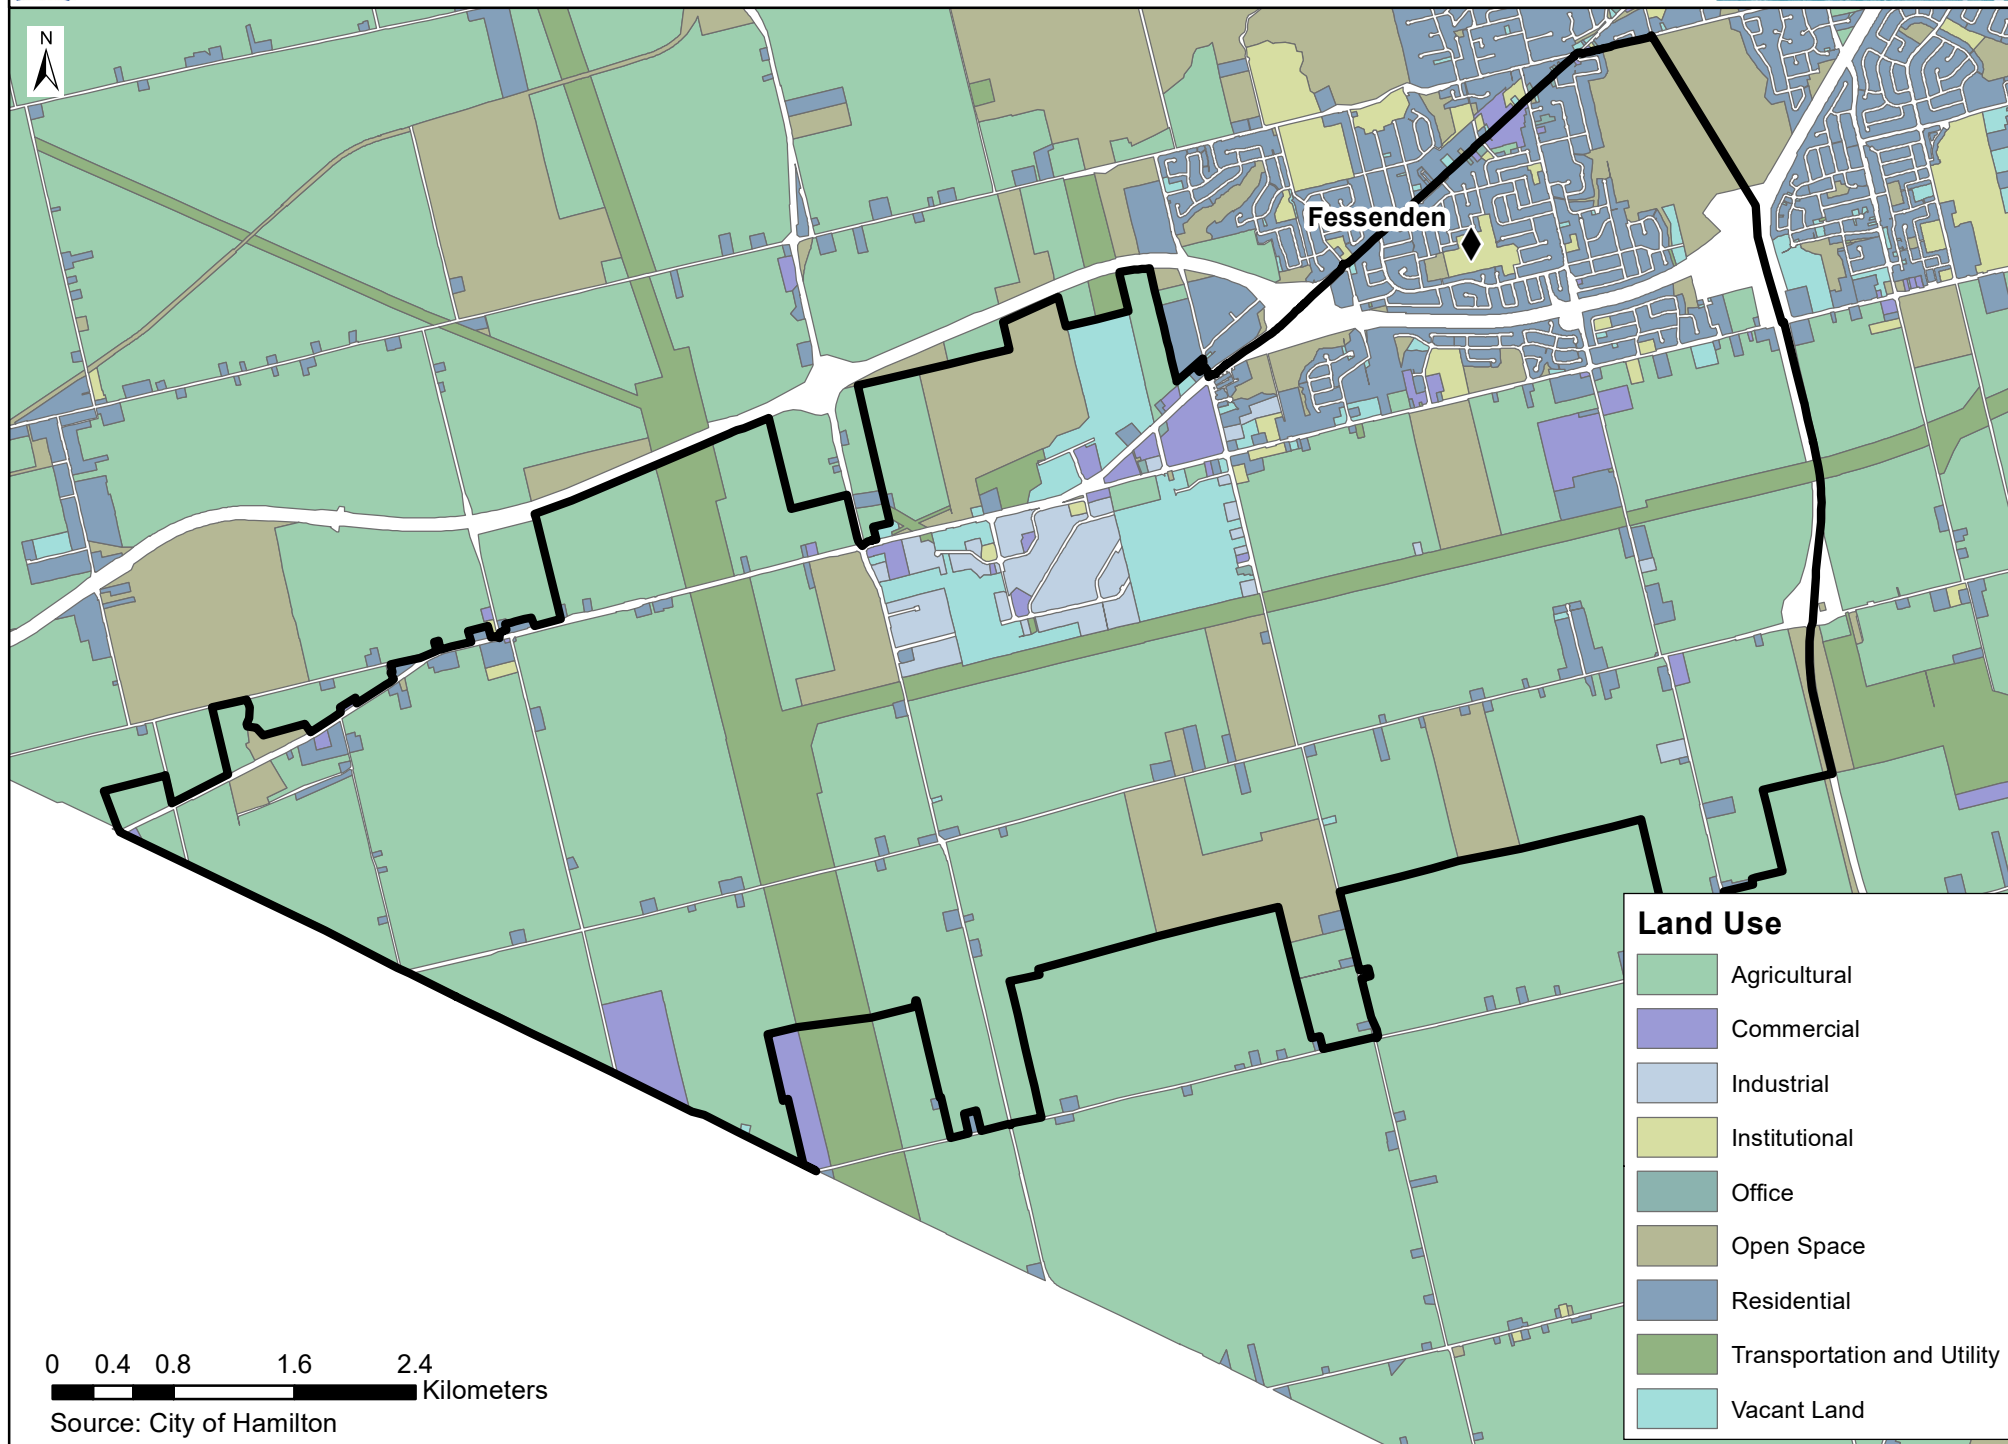 N
Fessenden
Land Use
Agricultural
Commercial
Industrial
Institutional
Office
Open Space
Residential
Transportation and Utility
Vacant Land
0 0.4 0.8 1.6 2.4
Kilometers
Source: City of Hamilton